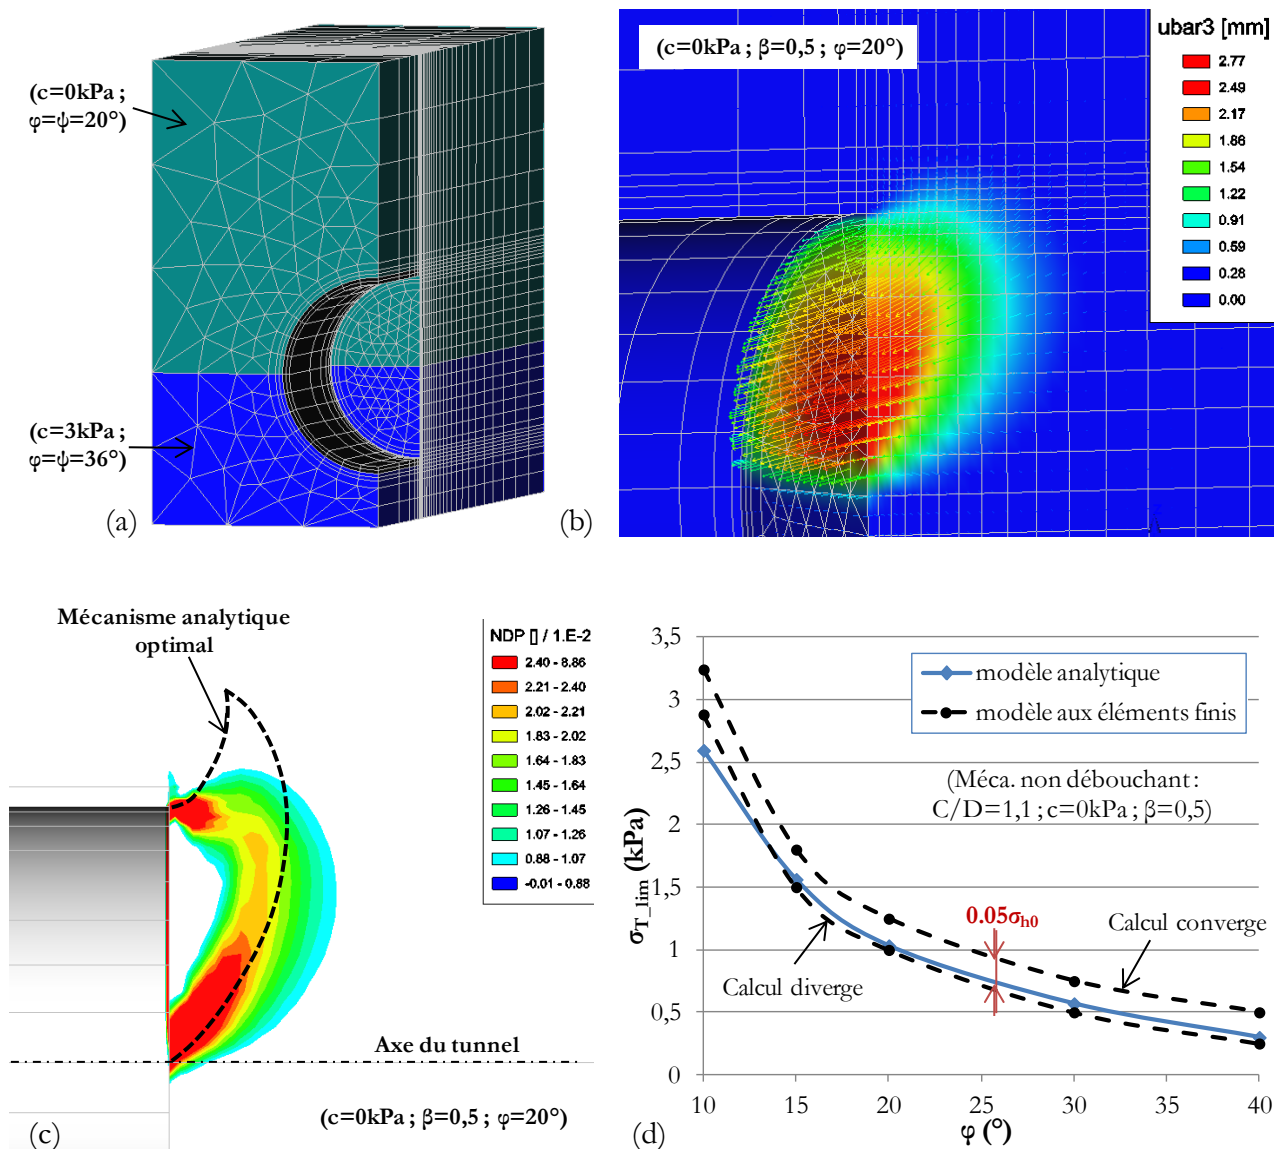 (c=0kPa ;
φ=ψ=20°)
(c=3kPa ;
φ=ψ=36°)
(a)
(c=0kPa ; β=0,5 ; φ=20°)
ubar3 [mm]
2.77
2.49
2.17
1.86
1.54
1.22
0.91
0.59
0.28
0.00
(b)
Mécanisme analytique
optimal
NDP [] / 1.E-2
2.40 - 8.86
2.21 - 2.40
2.02 - 2.21
1.83 - 2.02
1.64 - 1.83
1.45 - 1.64
1.26 - 1.45
1.07 - 1.26
0.88 - 1.07
-0.01 - 0.88
Axe du tunnel
(c=0kPa ; β=0,5 ; φ=20°)
(c)
3,5
3
2,5
2
1,5
1
0,5
0
σT_lim (kPa)
modèle analytique
modèle aux éléments finis
(Méca. non débouchant :
C/D=1,1 ; c=0kPa ; β=0,5)
0.05σh0
Calcul converge
Calcul diverge
10 15 20 25 30 35 40
φ (°)
(d)